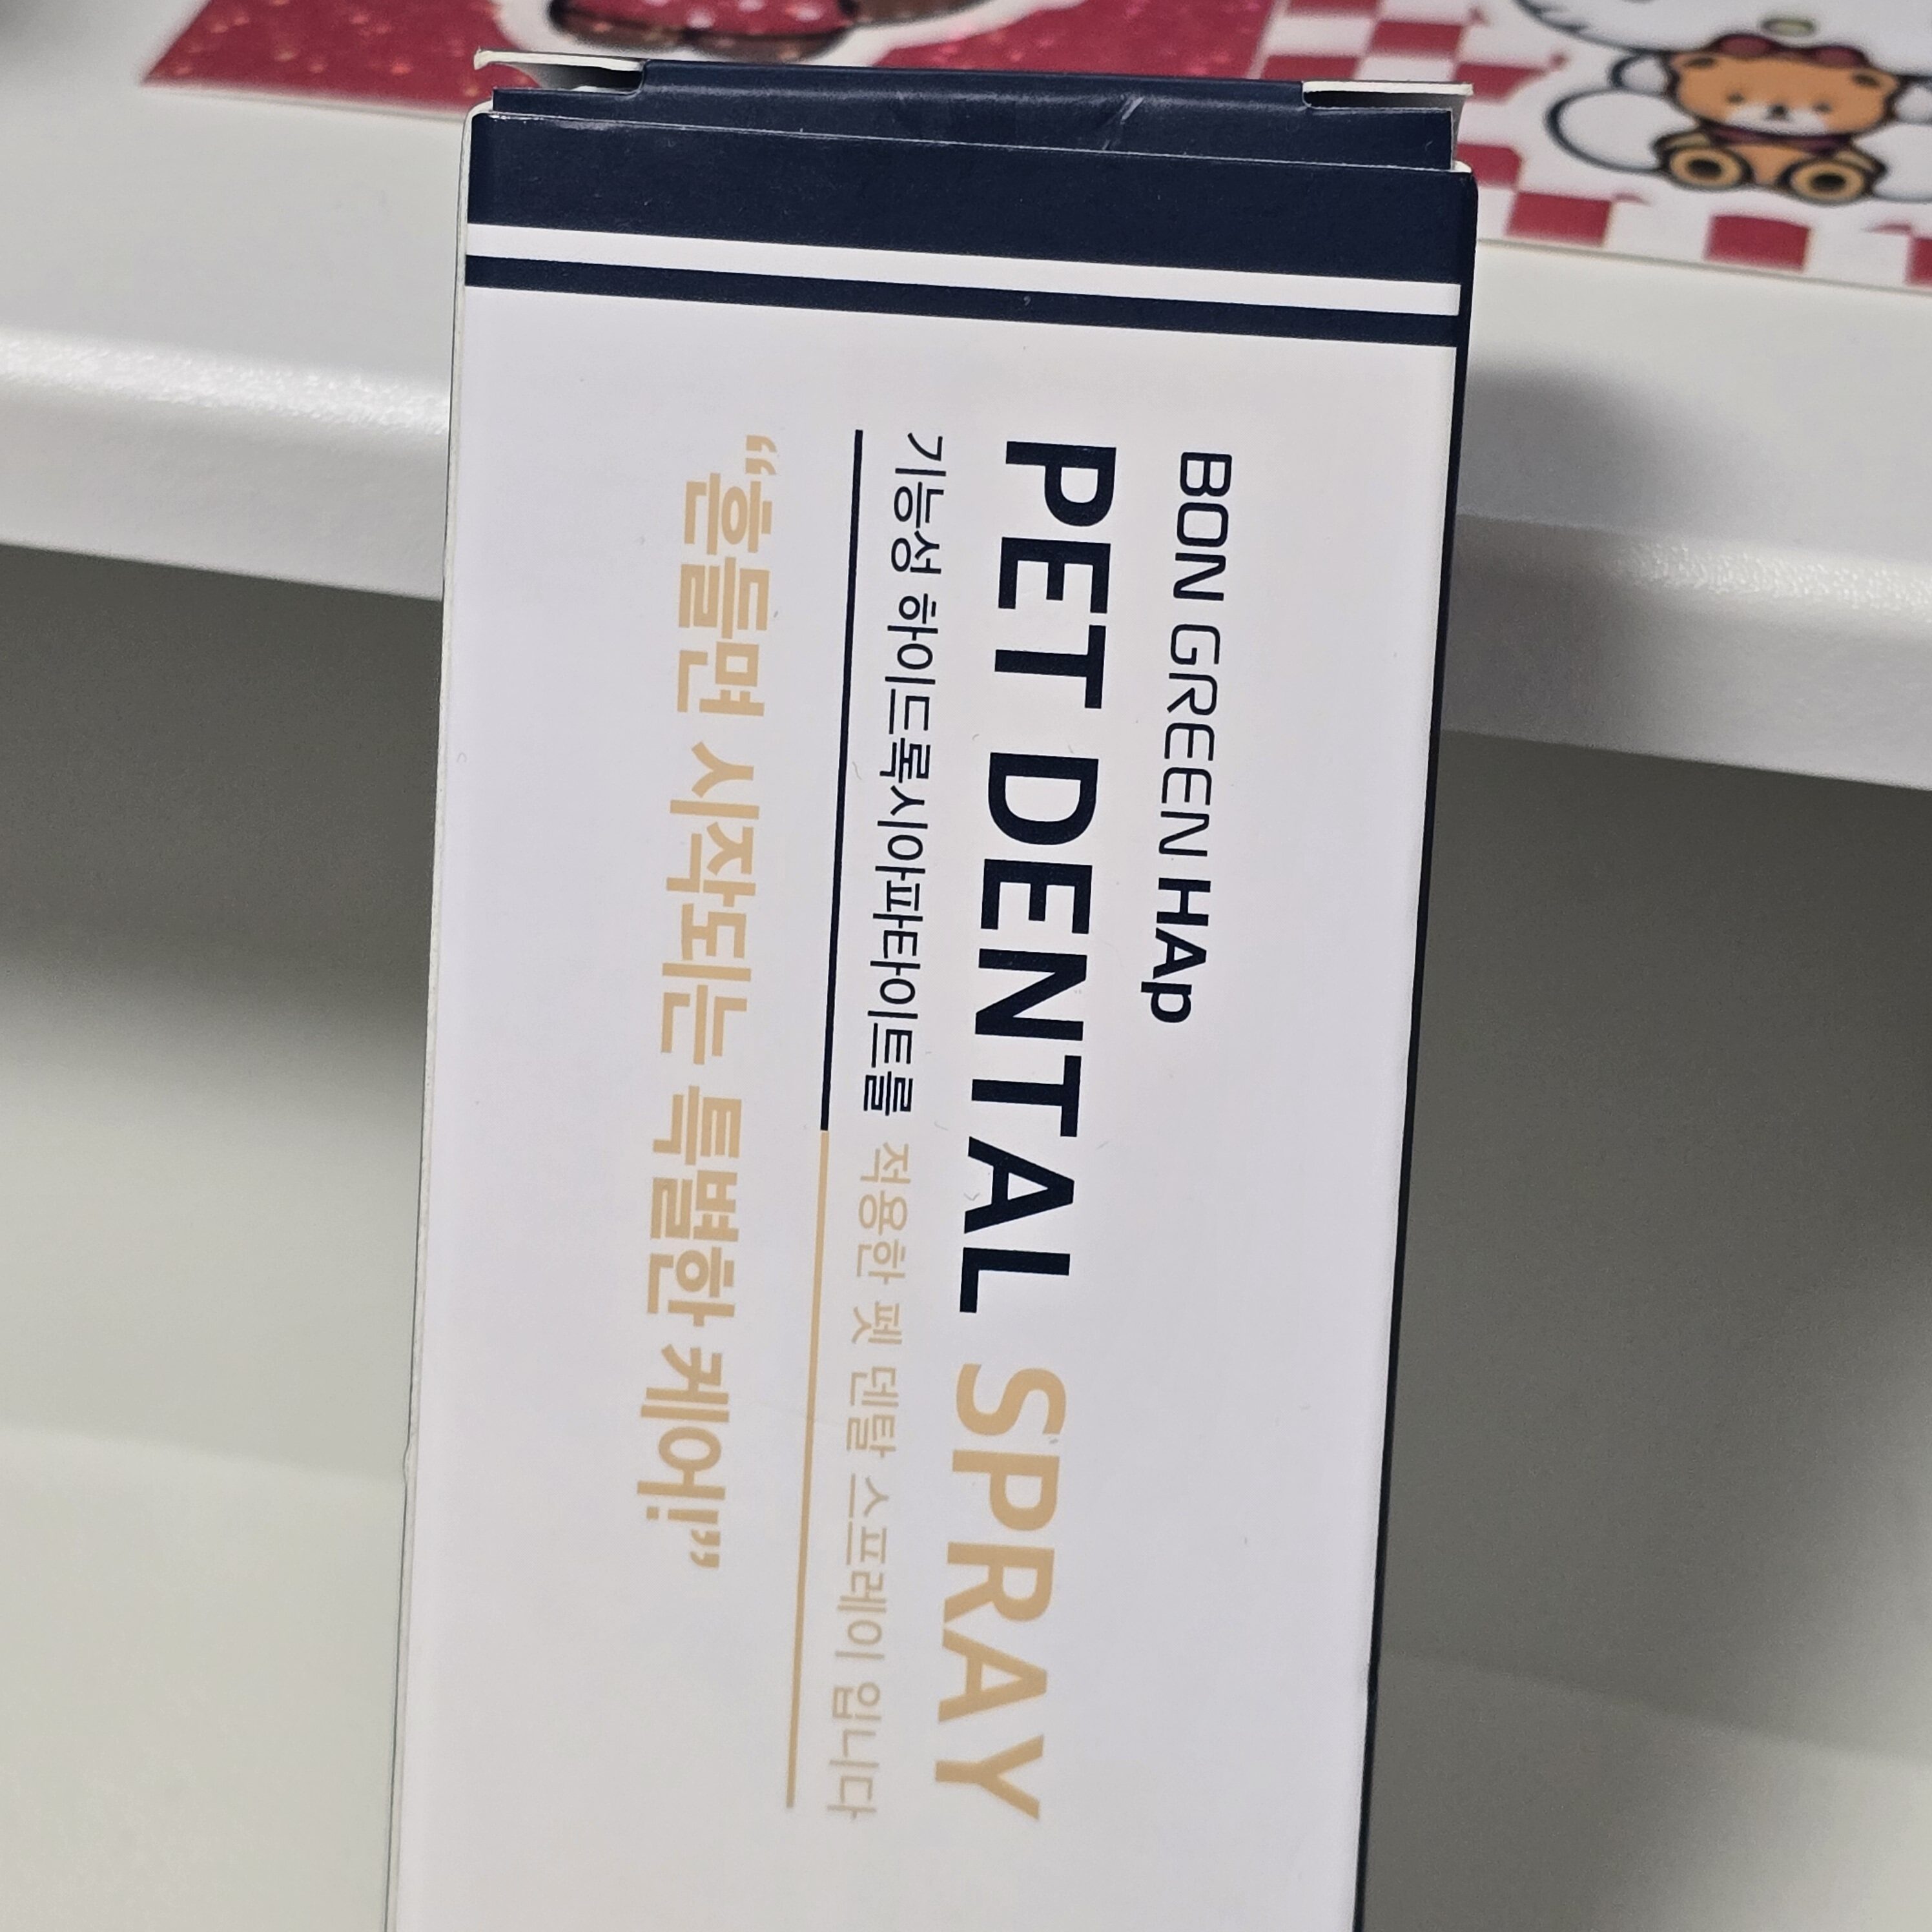 BON GREEN HAp
PET DENTAL SPRAY
기능성 하이드록시아파타이트를 적용한 펫 덴탈 스프레이 입니다
“흔들면 시작되는 특별한 케어!”